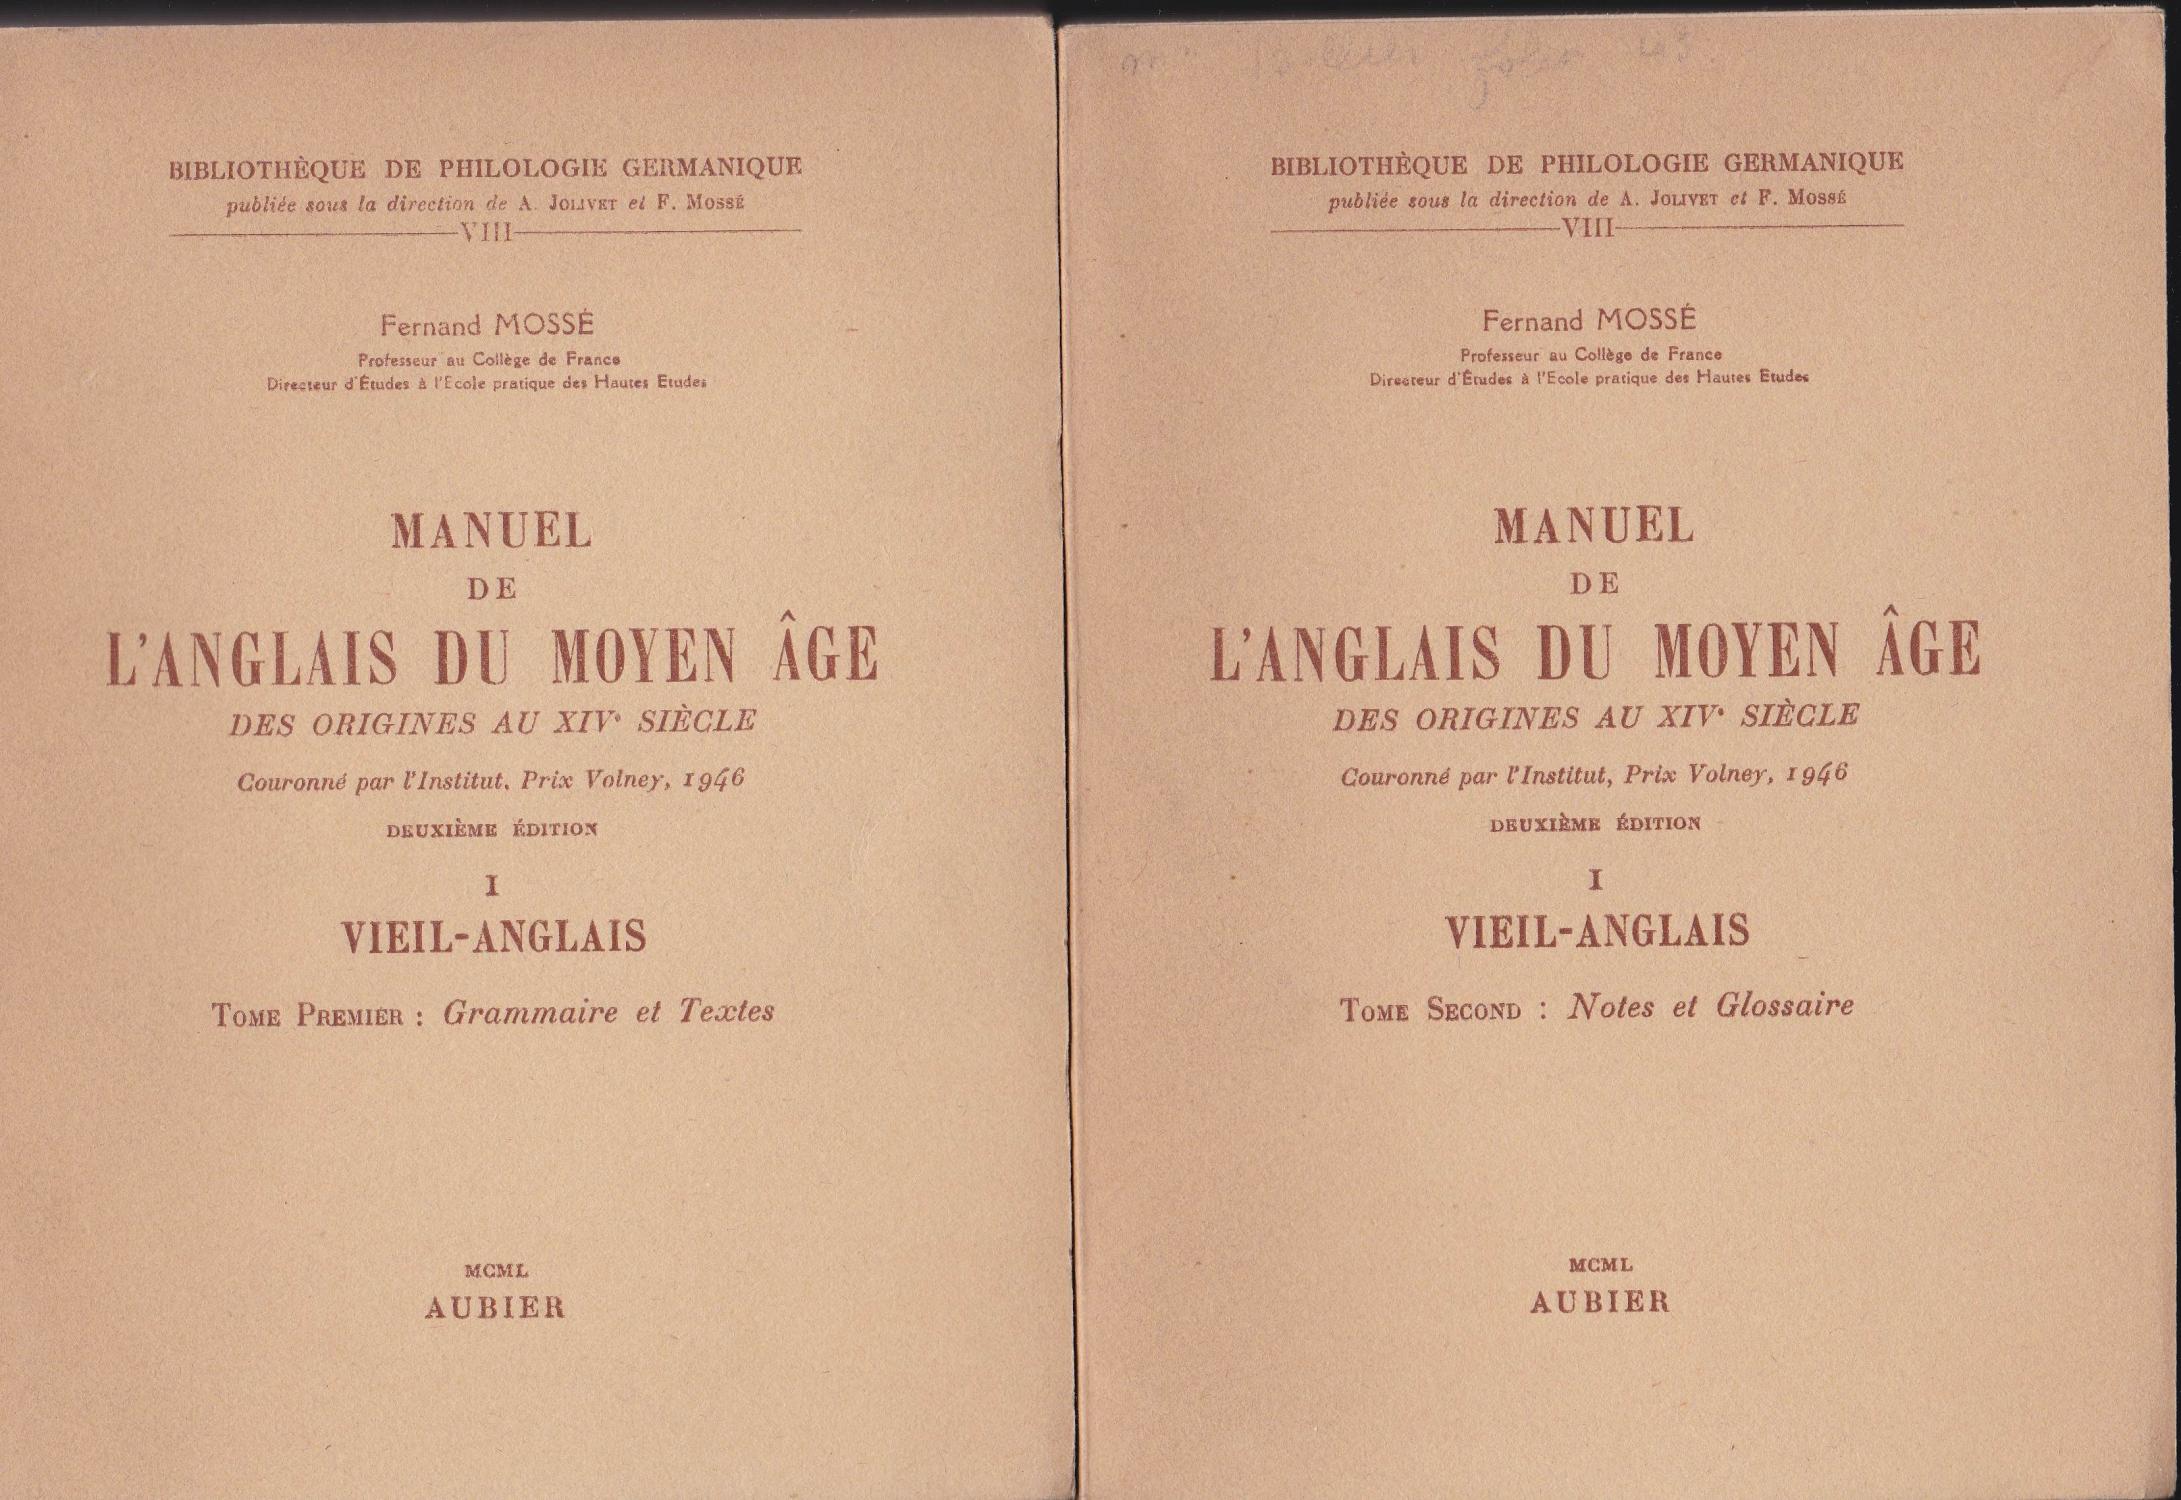 BIBLIOTHÈQUE DE PHILOLOGIE GERMANIQUE
publiée sous la direction de A. JOLIVET et F. MOSSÉ
VIII
Fernand MOSSÉ
Professeur au Collège de France
Directeur d'Études à l'Ecole pratique des Hautes Etudes
MANUEL
DE
L'ANGLAIS DU MOYEN ÂGE
DES ORIGINES AU XIVe SIÈCLE
Couronné par l'Institut, Prix Volney, 1946
DEUXIÈME ÉDITION
I
VIEIL-ANGLAIS
TOME PREMIER : Grammaire et Textes
MCML
AUBIER
BIBLIOTHÈQUE DE PHILOLOGIE GERMANIQUE
publiée sous la direction de A. JOLIVET et F. MOSSÉ
VIII
Fernand MOSSÉ
Professeur au Collège de France
Directeur d'Études à l'Ecole pratique des Hautes Etudes
MANUEL
DE
L'ANGLAIS DU MOYEN ÂGE
DES ORIGINES AU XIVe SIÈCLE
Couronné par l'Institut, Prix Volney, 1946
DEUXIÈME ÉDITION
I
VIEIL-ANGLAIS
TOME SECOND : Notes et Glossaire
MCML
AUBIER